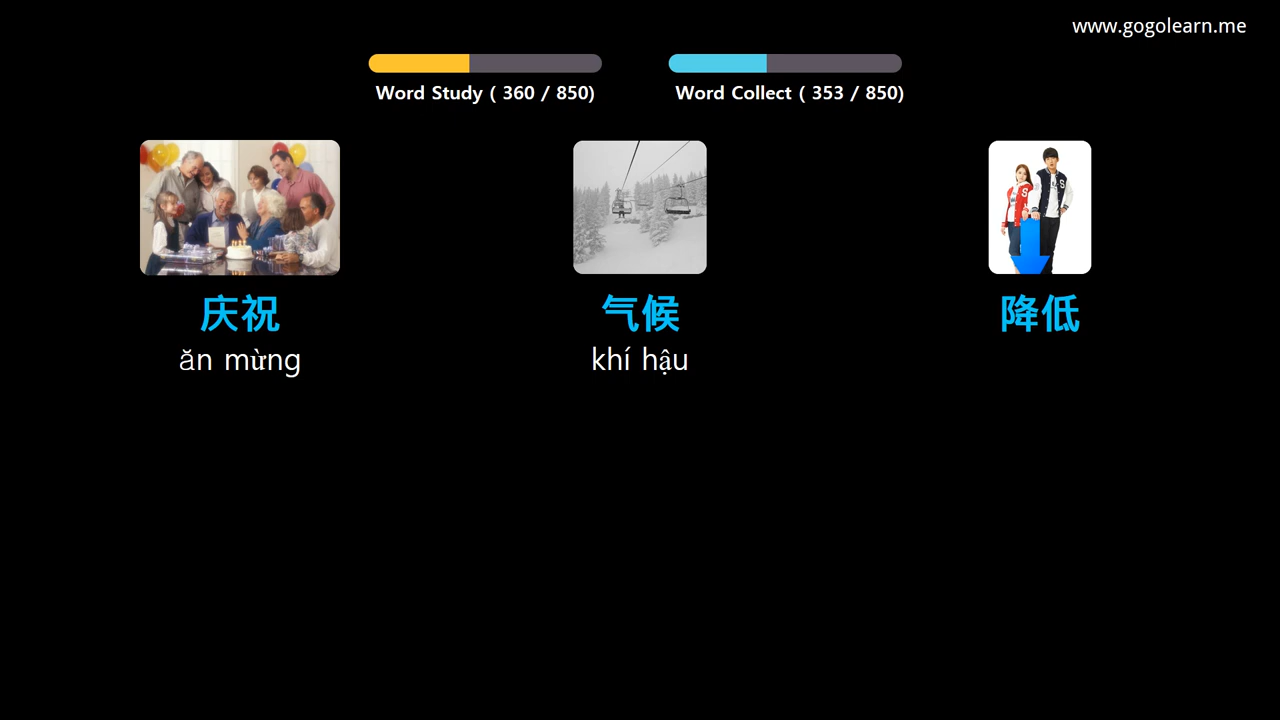 www.gogolearn.me
Word Study ( 360 / 850)
Word Collect ( 353 / 850)
庆祝
气候
降低
ăn mừng
khí hậu